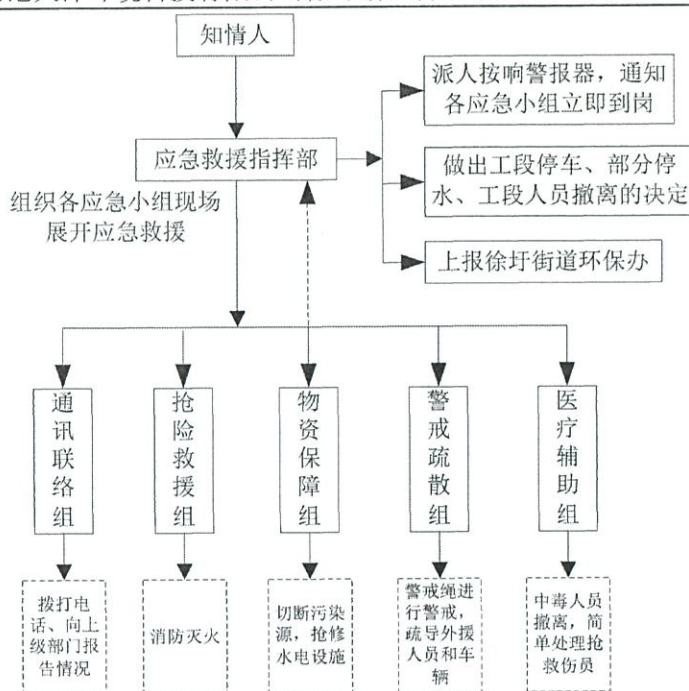 知情人
派人按响警报器，通知
各应急小组立即到岗
应急救援指挥部
做出工段停车、部分停
水、工段人员撤离的决定
组织各应急小组现场
展开应急救援
上报徐圩街道环保办
通讯联络组
抢险救援组
物资保障组
警戒疏散组
医疗辅助组
拨打电
话、向上
级部门报
告情况
消防灭火
切断污染
源，抢修
水电设施
警戒绳进
行警戒，
疏导外援
人员和车
辆
中毒人员
撤离，简
单处理抢
救伤员